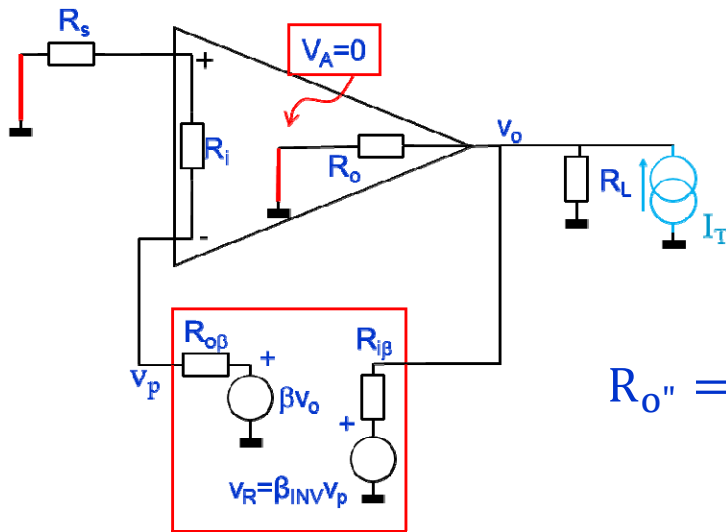 Rs
VA=0
+
Ri
Ro
vo
RL
IT
-
Roβ
+
vp
βvo
Riβ
+
vR=βINVvp
Ro" =